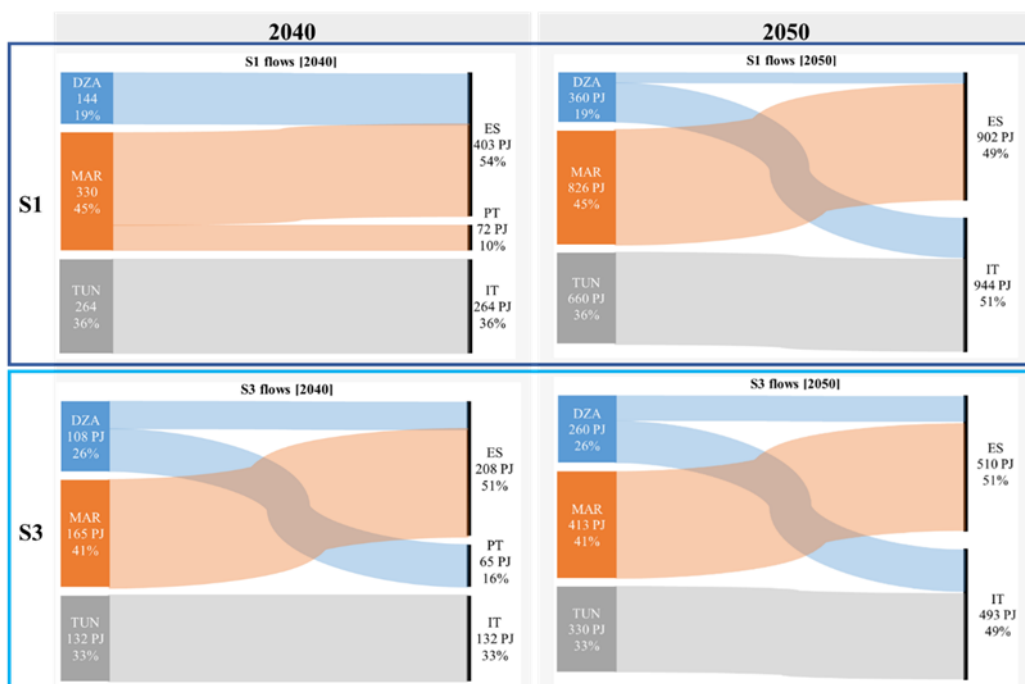 2040
2050
S1
S1 flows [2040]
DZA
144
19%
MAR
330
45%
TUN
264
36%
ES
403 PJ
54%
PT
72 PJ
10%
IT
264 PJ
36%
S1 flows [2050]
DZA
360 PJ
19%
MAR
826 PJ
45%
TUN
660 PJ
36%
ES
902 PJ
49%
IT
944 PJ
51%
S3
S3 flows [2040]
DZA
108 PJ
26%
MAR
165 PJ
41%
TUN
132 PJ
33%
ES
208 PJ
51%
PT
65 PJ
16%
IT
132 PJ
33%
S3 flows [2050]
DZA
260 PJ
26%
MAR
413 PJ
41%
TUN
330 PJ
33%
ES
510 PJ
51%
IT
493 PJ
49%